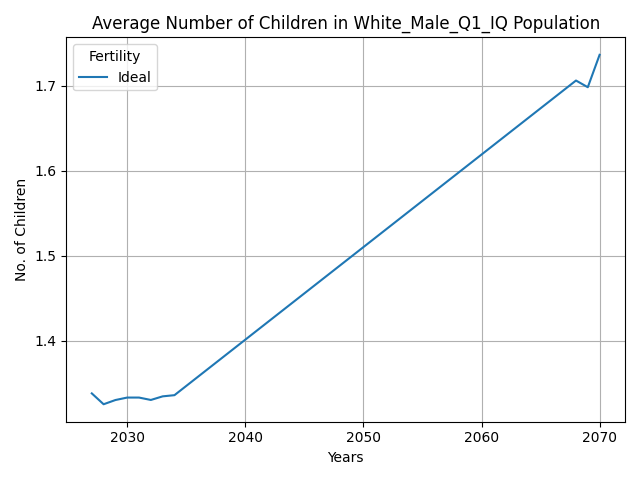 Average Number of Children in White_Male_Q1_IQ Population
Fertility
Ideal
1.7
1.6
1.5
1.4
No. of Children
2030
2040
2050
2060
2070
Years